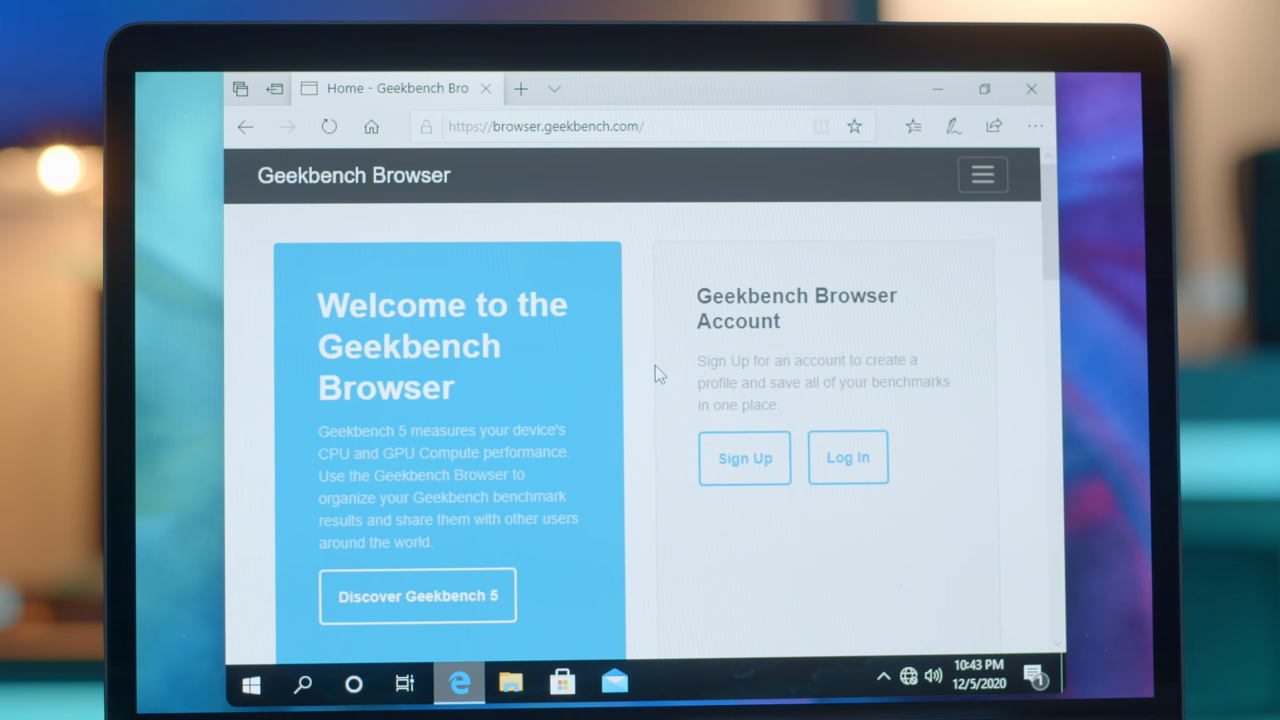 Home - Geekbench Bro
https://browser.geekbench.com/
Geekbench Browser
Welcome to the
Geekbench
Browser
Geekbench 5 measures your device's
CPU and GPU Compute performance.
Use the Geekbench Browser to
organize your Geekbench benchmark
results and share them with other users
around the world.
Discover Geekbench 5
Geekbench Browser
Account
Sign Up for an account to create a
profile and save all of your benchmarks
in one place.
Sign Up
Log In
10:43 PM
12/5/2020
1